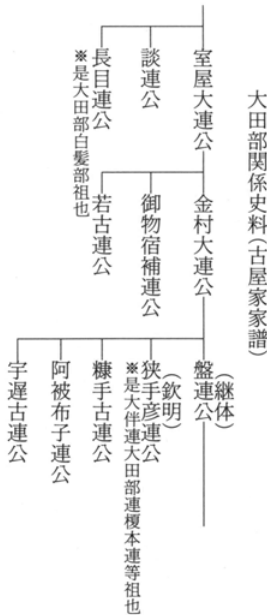 大田部関係史料(古屋家家譜)
室屋大連公
談連公
長目連公
※是大田部白髪部祖也
金村大連公
御物宿補連公
若古連公
(継体)
盤連公
(欽明)
狭手彦連公
※是大伴連大田部連榎本連等祖也
糠手古連公
阿被布子連公
宇遅古連公